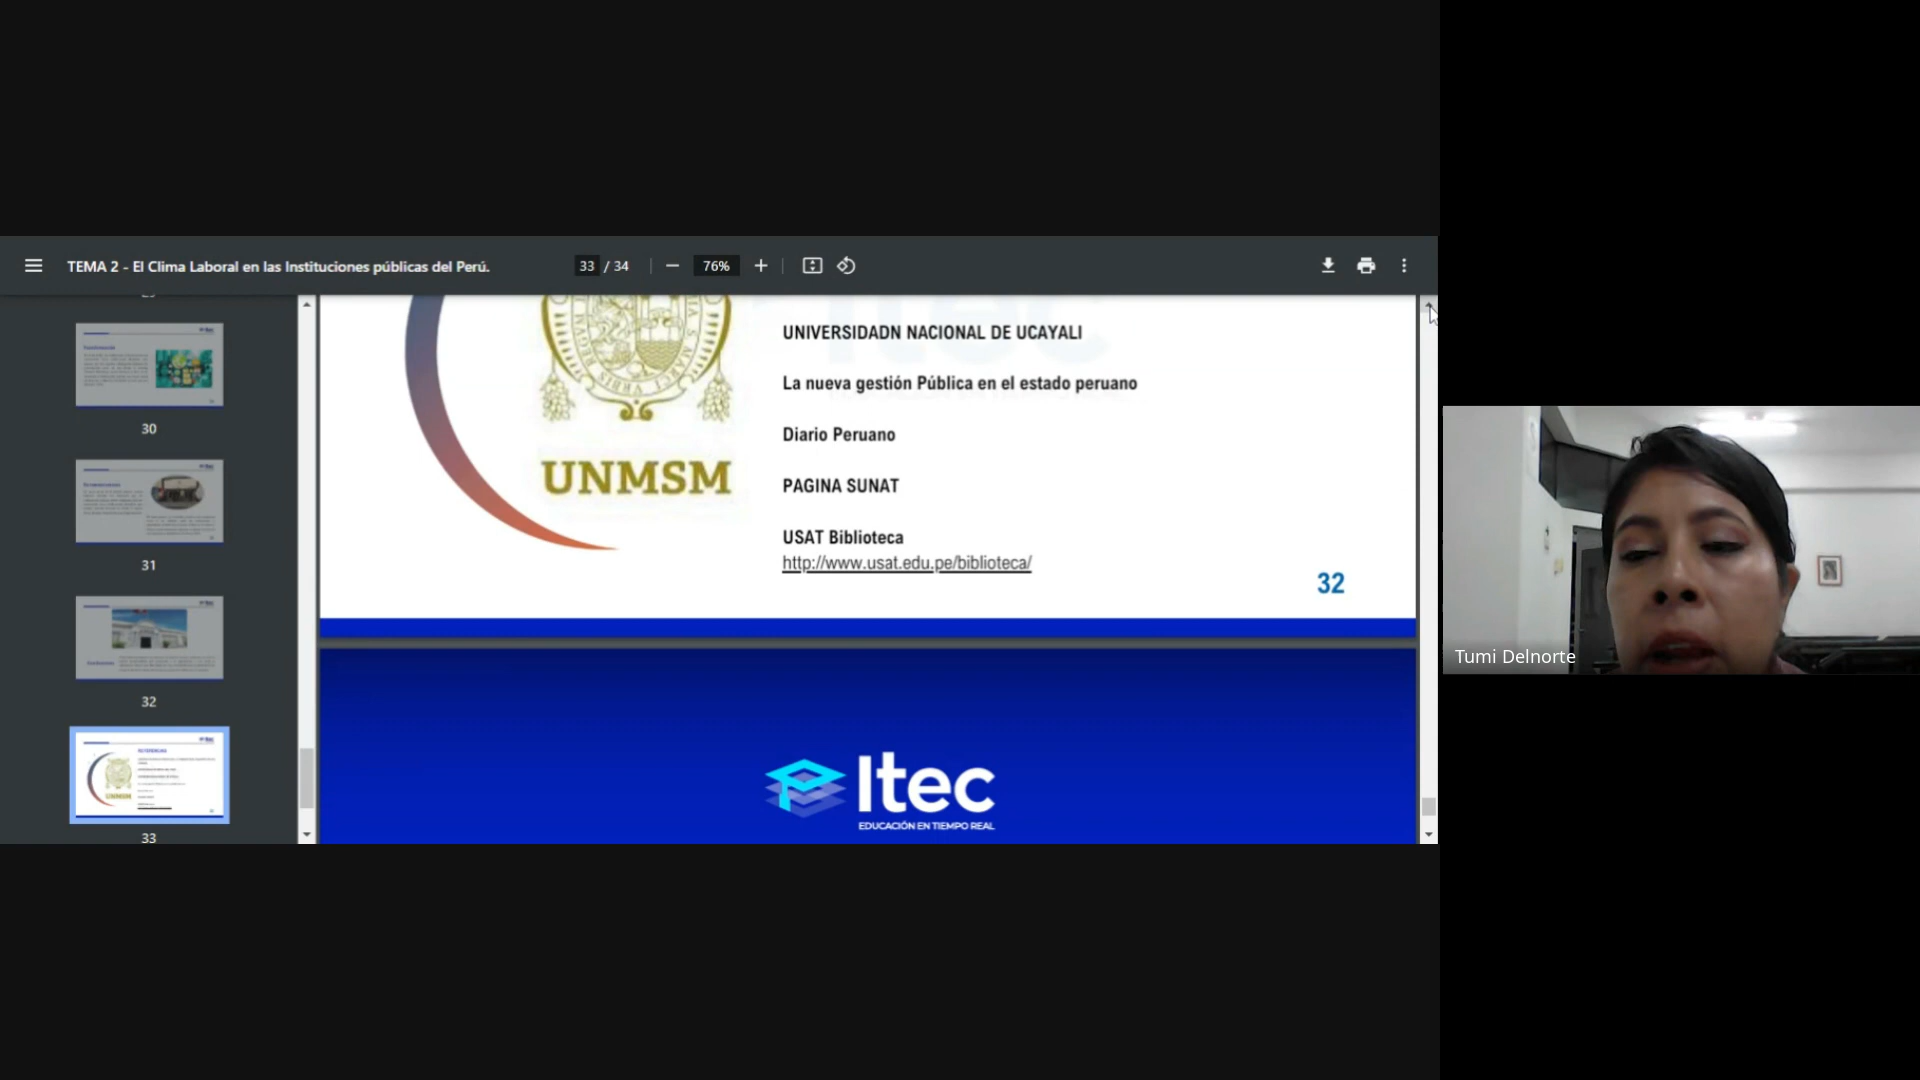 TEMA 2 - El Clima Laboral en las Instituciones públicas del Perú.
33 / 34
76%
30
31
32
33
UNMSM
UNIVERSIDADN NACIONAL DE UCAYALI
La nueva gestión Pública en el estado peruano
Diario Peruano
PAGINA SUNAT
USAT Biblioteca
http://www.usat.edu.pe/biblioteca/
32
Itec
EDUCACIÓN EN TIEMPO REAL
Tumi Delnorte